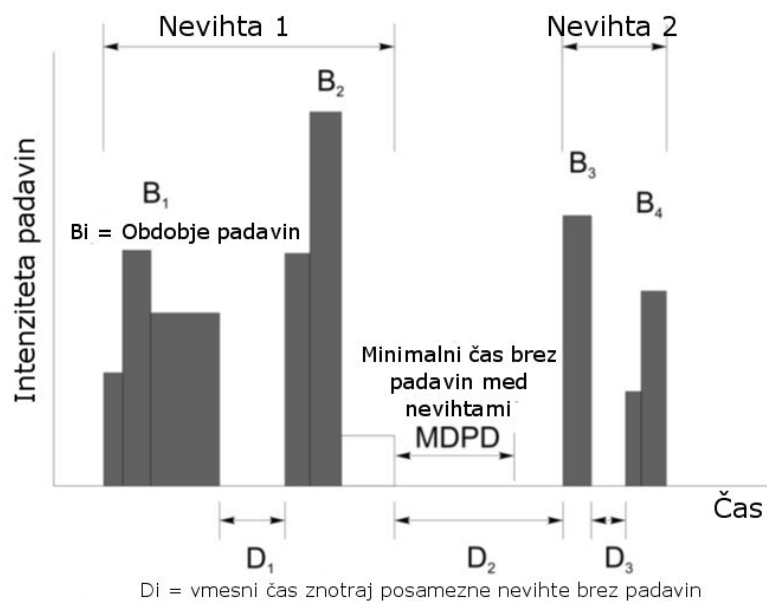 Nevihta 1
Nevihta 2
B₂
B₃
B₁
B₄
Bi = Obdobje padavin
Intenziteta padavin
Minimalni čas brez
padavin med
nevihtami
MDPD
Čas
D₁
D₂
D₃
Di = vmesni čas znotraj posamezne nevihte brez padavin